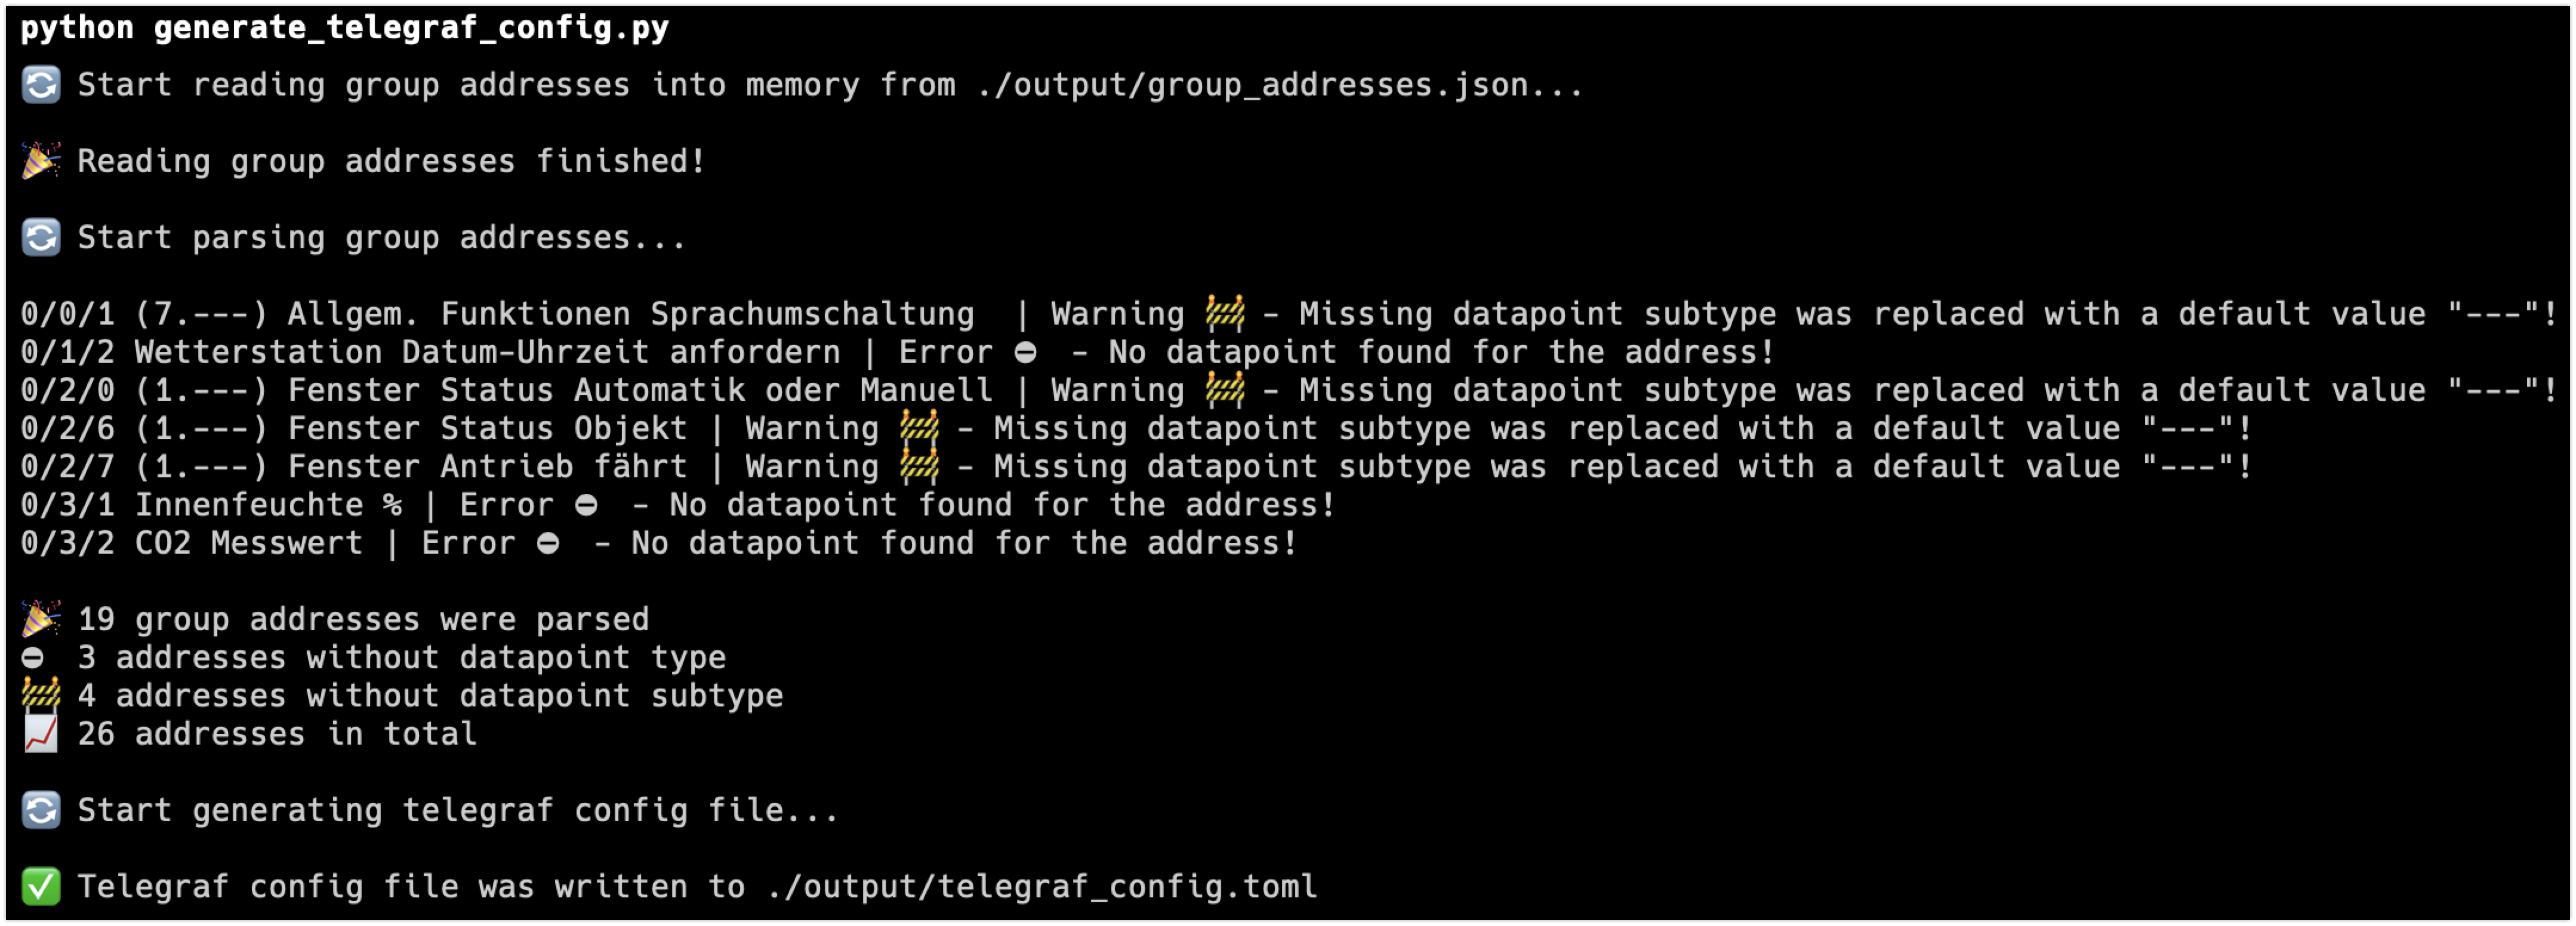 python generate_telegraf_config.py
🔄 Start reading group addresses into memory from ./output/group_addresses.json...
🎉 Reading group addresses finished!
🔄 Start parsing group addresses...
0/0/1 (7.---) Allgem. Funktionen Sprachumschaltung  | Warning 🚧 - Missing datapoint subtype was replaced with a default value "---"!
0/1/2 Wetterstation Datum-Uhrzeit anfordern | Error ⛔  - No datapoint found for the address!
0/2/0 (1.---) Fenster Status Automatik oder Manuell | Warning 🚧 - Missing datapoint subtype was replaced with a default value "---"!
0/2/6 (1.---) Fenster Status Objekt | Warning 🚧 - Missing datapoint subtype was replaced with a default value "---"!
0/2/7 (1.---) Fenster Antrieb fährt | Warning 🚧 - Missing datapoint subtype was replaced with a default value "---"!
0/3/1 Innenfeuchte % | Error ⛔  - No datapoint found for the address!
0/3/2 CO2 Messwert | Error ⛔  - No datapoint found for the address!
🎉 19 group addresses were parsed
⛔  3 addresses without datapoint type
🚧 4 addresses without datapoint subtype
📈 26 addresses in total
🔄 Start generating telegraf config file...
✅ Telegraf config file was written to ./output/telegraf_config.toml